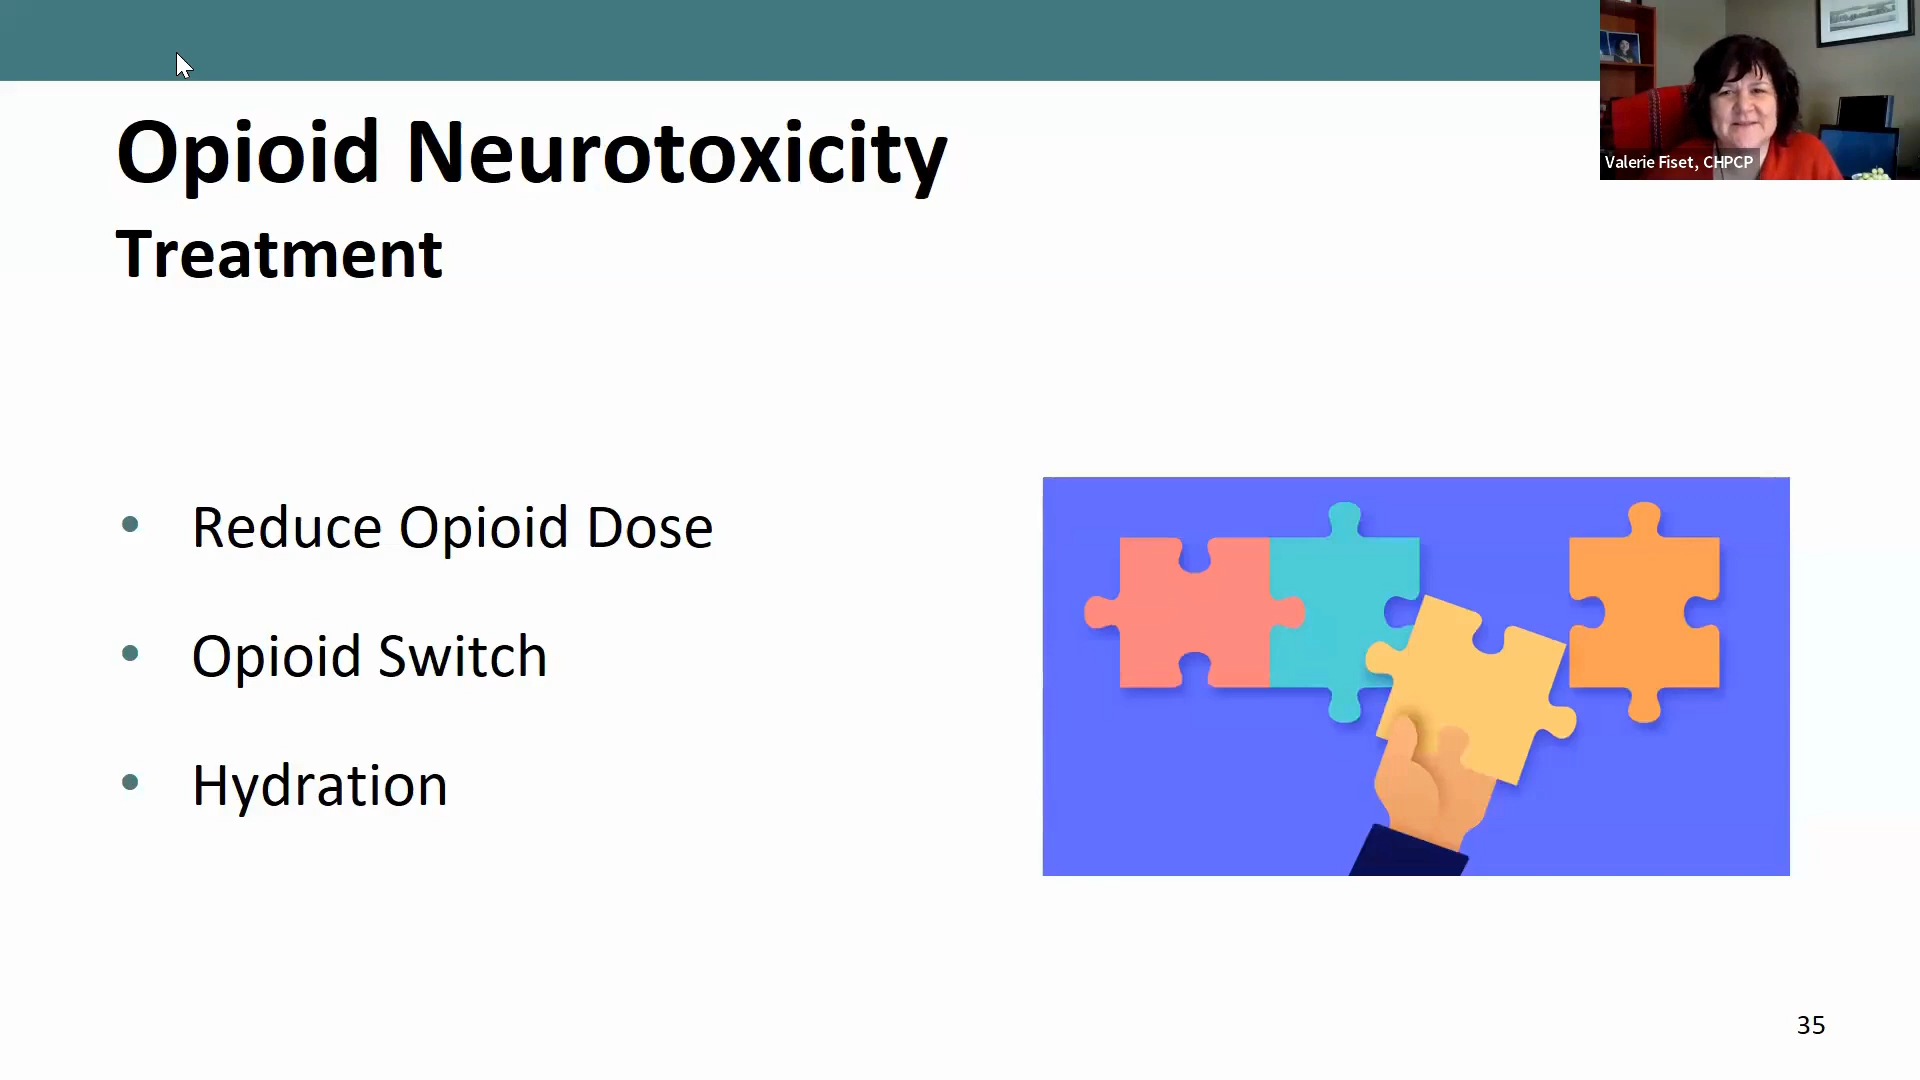 Opioid Neurotoxicity
Treatment
Valerie Fiset, CHPCP
• Reduce Opioid Dose
• Opioid Switch
• Hydration
35